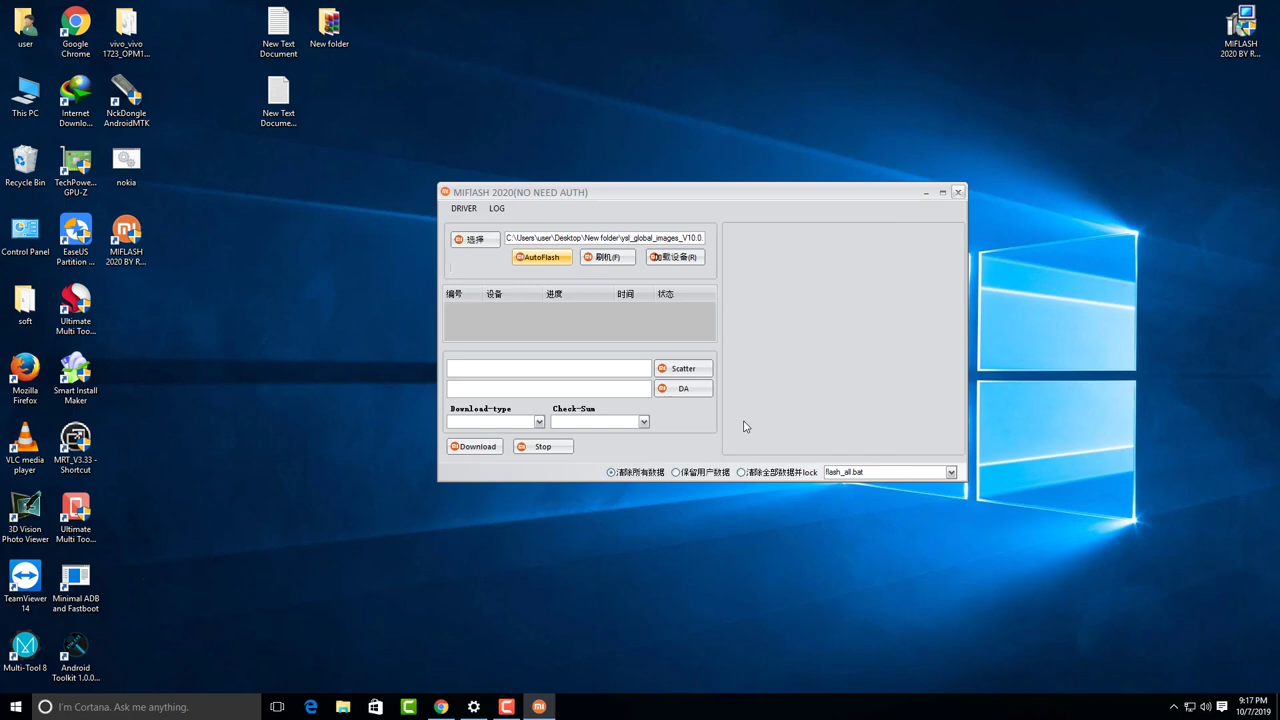 user
Google
Chrome
vivo_vivo
1723_OPM1...
New Text
Document
New folder
MIFLASH
2020 BY R...
This PC
Internet
Downlo...
NckDongle
AndroidMTK
New Text
Docume...
Recycle Bin
TechPowe...
GPU-Z
nokia
Control Panel
EaseUS
Partition ...
MIFLASH
2020 BY R...
soft
Ultimate
Multi Too...
Mozilla
Firefox
Smart Install
Maker
VLC media
player
MRT_V3.33 -
Shortcut
3D Vision
Photo Viewer
Ultimate
Multi Too...
TeamViewer
14
Minimal ADB
and Fastboot
Multi-Tool 8
Android
Toolkit 1.0.0...
MIFlASH 2020(NO NEED AUTH)
DRIVER LOG
选择 C:\Users\user\Desktop\New folder\ysl_global_images_V10.0.
AutoFlash 刷机(F) 加载设备(R)
编号 设备 进度 时间 状态
Scatter
DA
Download-type Check-Sum
Download Stop
清除所有数据 保留用户数据 清除全部数据并lock flash_all.bat
I'm Cortana. Ask me anything.
9:17 PM
10/7/2019